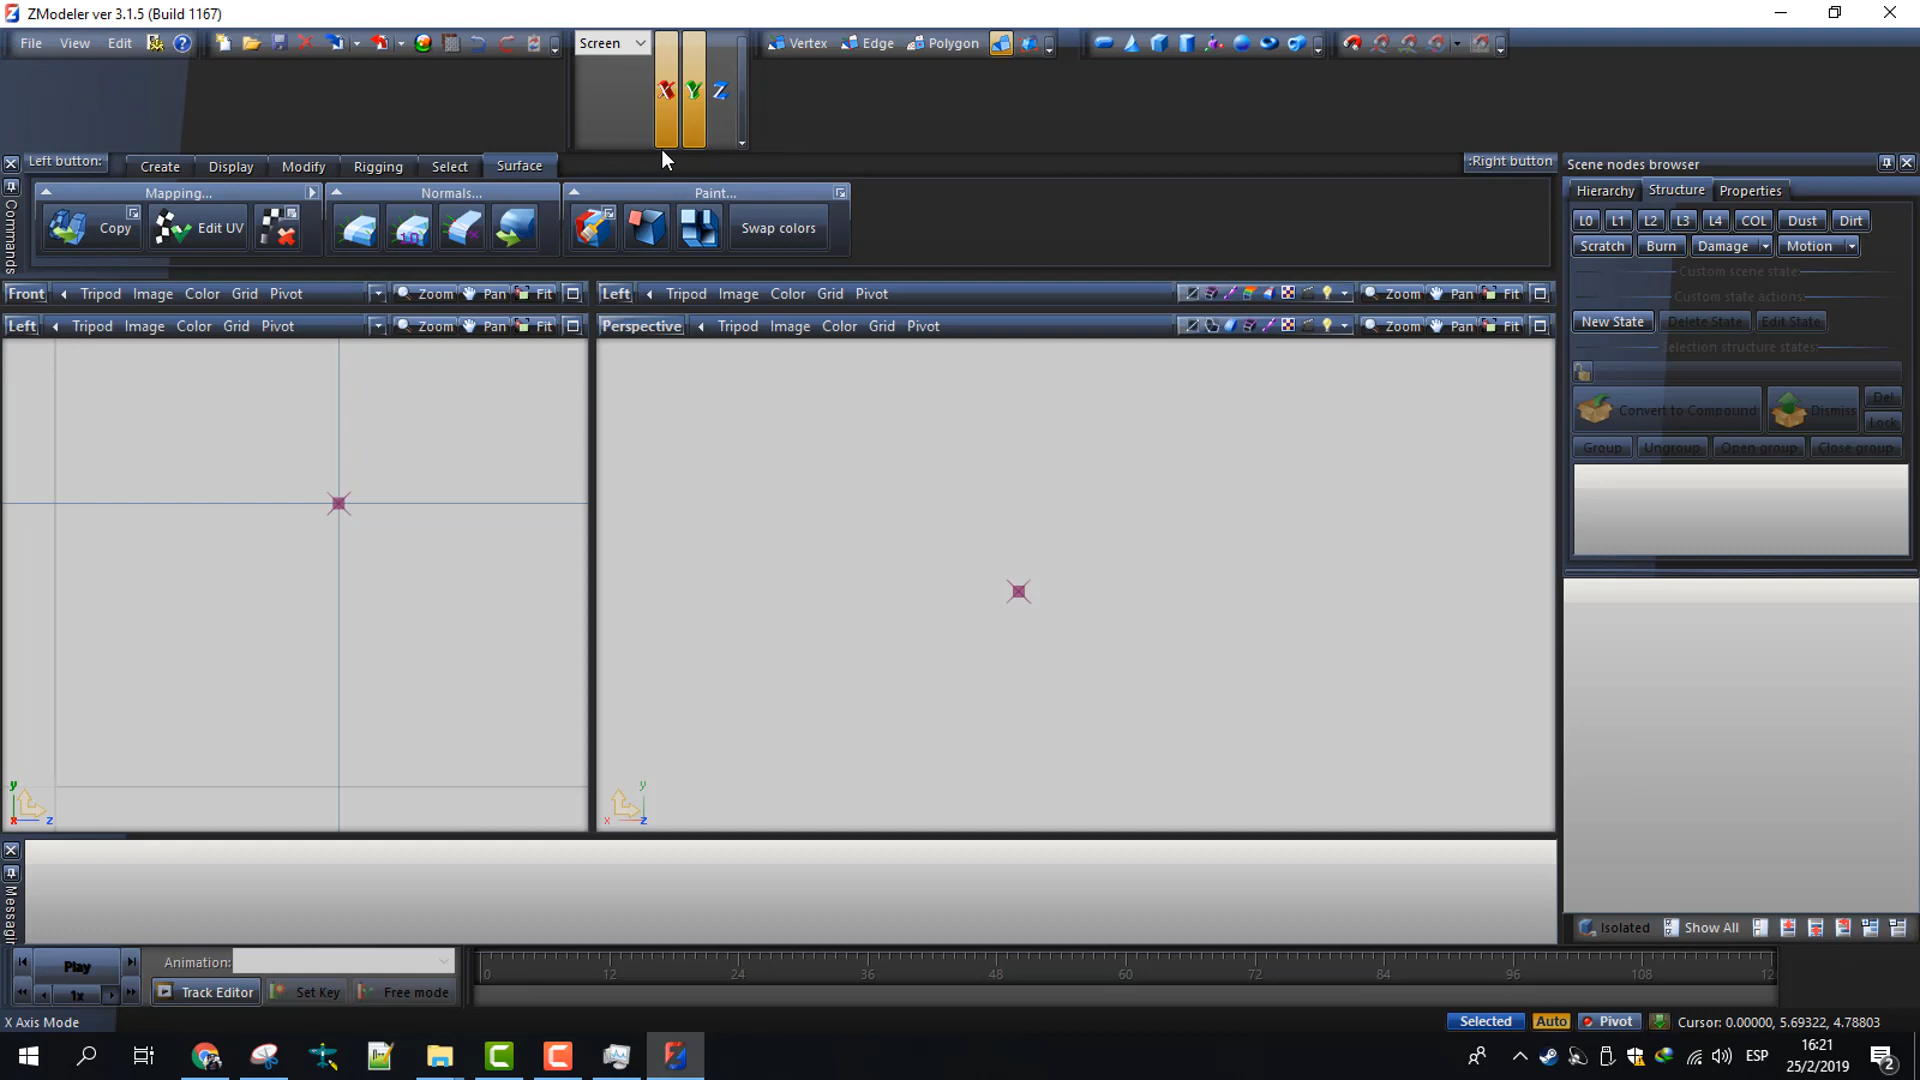 ZModeler ver 3.1.5 (Build 1167)
File View Edit
Screen
X Y Z
Vertex Edge Polygon
Left button:
Create Display Modify Rigging Select Surface
:Right button
Commands
Mapping...
Normals...
Paint...
Copy
Edit UV
Swap colors
Front Tripod Image Color Grid Pivot Zoom Pan Fit
Left Tripod Image Color Grid Pivot Zoom Pan Fit
Left Tripod Image Color Grid Pivot Zoom Pan Fit
Perspective Tripod Image Color Grid Pivot Zoom Pan Fit
y
x z
y
x z
Scene nodes browser
Hierarchy Structure Properties
L0 L1 L2 L3 L4 COL Dust Dirt
Scratch Burn Damage Motion
Custom scene state:
Custom state actions:
New State Delete State Edit State
Selection structure states:
Convert to Compound Dismiss Del
Lock
Group Ungroup Open group Close group
Isolated Show All
Messagin
Play
1x
Animation:
Track Editor Set Key Free mode
0 12 24 36 48 60 72 84 96 108 12
X Axis Mode
Selected Auto Pivot Cursor: 0.00000, 5.69322, 4.78803
ESP
16:21
25/2/2019
2